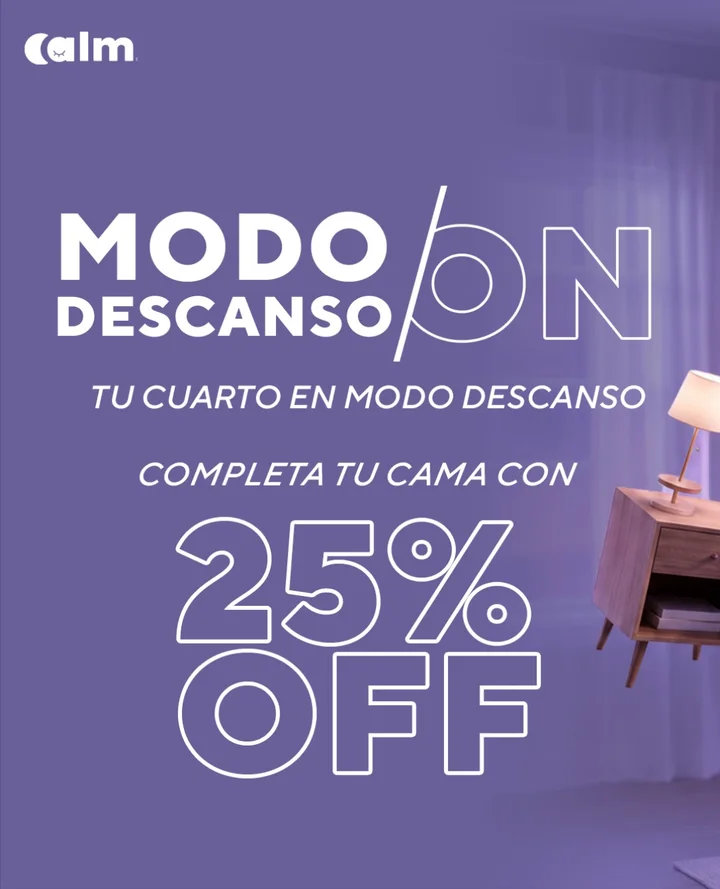 Calm
MODO
DESCANSO/ON
TU CUARTO EN MODO DESCANSO
COMPLETA TU CAMA CON
25%
OFF